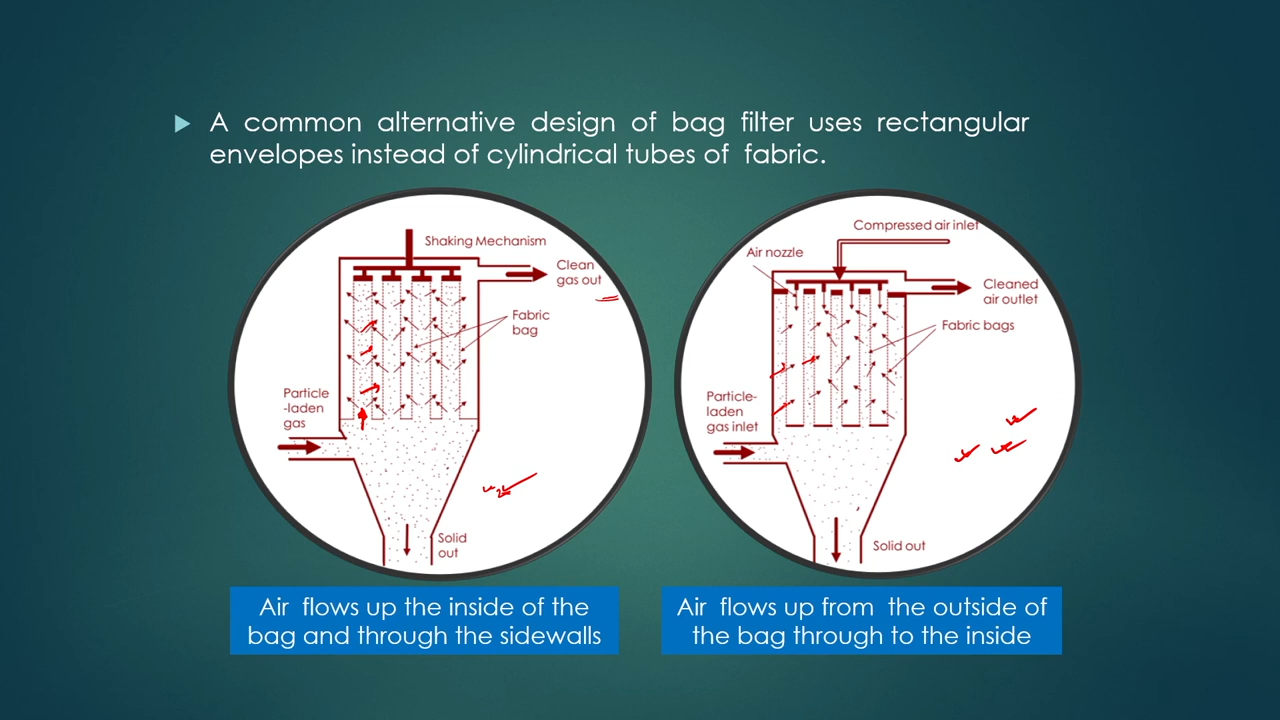 A common alternative design of bag filter uses rectangular
envelopes instead of cylindrical tubes of fabric.
Shaking Mechanism
Clean
gas out
Fabric
bag
Particle
-laden
gas
Solid
out
Compressed air inlet
Air nozzle
Cleaned
air outlet
Fabric bags
Particle-
laden
gas inlet
Solid out
Air flows up the inside of the
bag and through the sidewalls
Air flows up from the outside of
the bag through to the inside